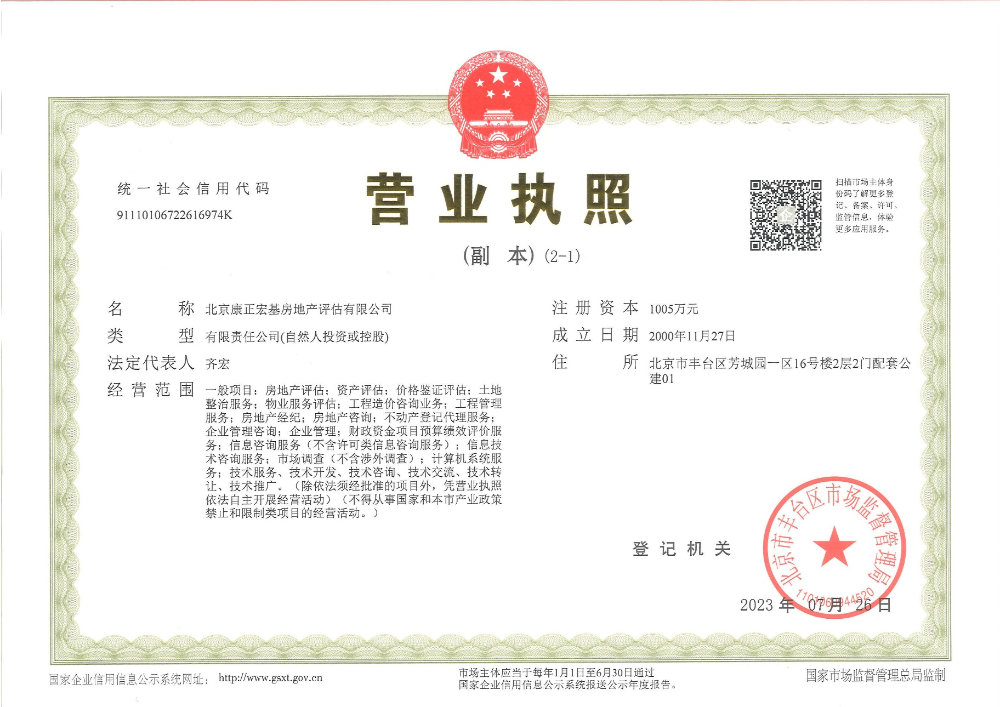 统一社会信用代码
91110106722616974K
营业执照
(副 本) (2-1)
企
扫描市场主体身
份码了解更多登
记、备案、许可、
监管信息，体验
更多应用服务。
名 称 北京康正宏基房地产评估有限公司
类 型 有限责任公司(自然人投资或控股)
法定代表人 齐宏
经营范围 一般项目：房地产评估；资产评估；价格鉴证评估；土地
整治服务；物业服务评估；工程造价咨询业务；工程管理
服务；房地产经纪；房地产咨询；不动产登记代理服务；
企业管理咨询；企业管理；财政资金项目预算绩效评价服
务；信息咨询服务（不含许可类信息咨询服务）；信息技
术咨询服务；市场调查（不含涉外调查）；计算机系统服
务；技术服务、技术开发、技术咨询、技术交流、技术转
让、技术推广。（除依法须经批准的项目外，凭营业执照
依法自主开展经营活动）（不得从事国家和本市产业政策
禁止和限制类项目的经营活动。）
注册资本 1005万元
成立日期 2000年11月27日
住 所 北京市丰台区芳城园一区16号楼2层2门配套公
建01
登记机关
北京市丰台区市场监督管理局
1101060944520
2023 年 07 月 26 日
国家企业信用信息公示系统网址： http://www.gsxt.gov.cn
市场主体应当于每年1月1日至6月30日通过
国家企业信用信息公示系统报送公示年度报告。
国家市场监督管理总局监制